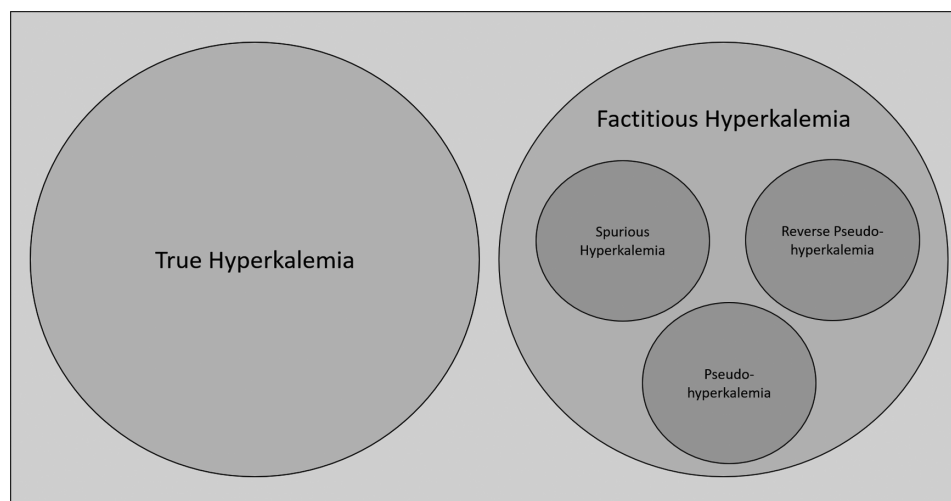 True Hyperkalemia
Factitious Hyperkalemia
Spurious
Hyperkalemia
Reverse Pseudo-
hyperkalemia
Pseudo-
hyperkalemia